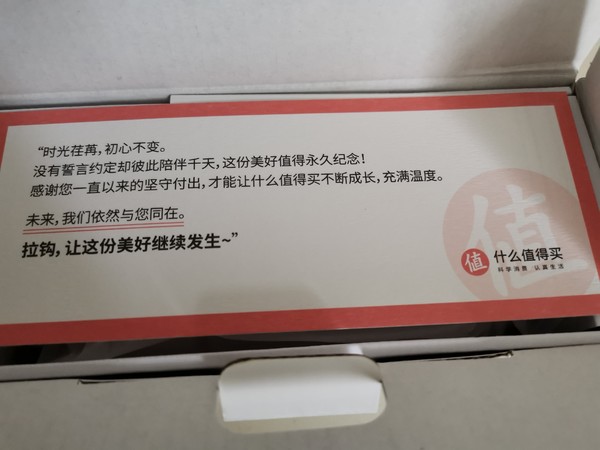 “时光荏苒，初心不变。
没有誓言约定却彼此陪伴千天，这份美好值得永久纪念！
感谢您一直以来的坚守付出，才能让什么值得买不断成长，充满温度。
未来，我们依然与您同在。
拉钩，让这份美好继续发生~”
值
值 什么值得买
科学消费 认真生活